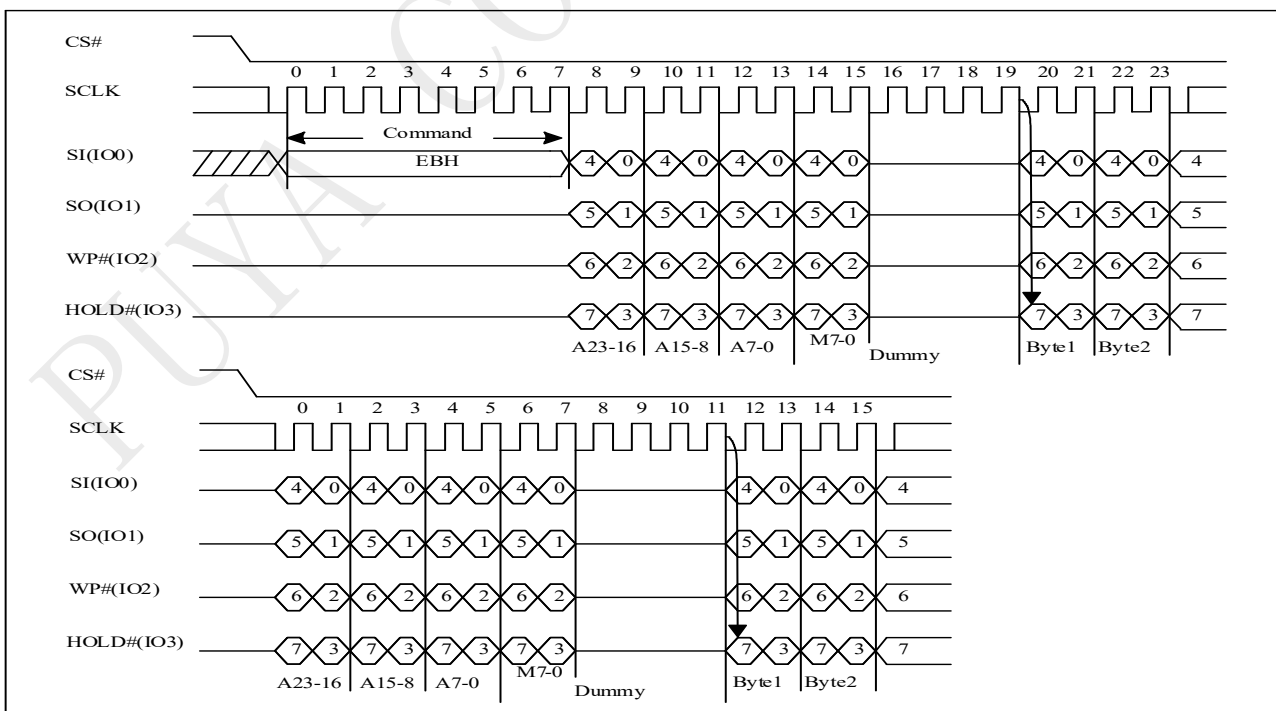 CS#
0 1 2 3 4 5 6 7 8 9 10 11 12 13 14 15 16 17 18 19 20 21 22 23
SCLK
Command
SI(IO0) EBH 4 0 4 0 4 0 4 0 4 0 4 0 4
SO(IO1) 5 1 5 1 5 1 5 1 5 1 5 1 5
WP#(IO2) 6 2 6 2 6 2 6 2 6 2 6 2 6
HOLD#(IO3) 7 3 7 3 7 3 7 3 7 3 7 3 7
A23-16 A15-8 A7-0 M7-0 Dummy Byte1 Byte2
CS#
0 1 2 3 4 5 6 7 8 9 10 11 12 13 14 15
SCLK
SI(IO0) 4 0 4 0 4 0 4 0 4 0 4 0 4
SO(IO1) 5 1 5 1 5 1 5 1 5 1 5 1 5
WP#(IO2) 6 2 6 2 6 2 6 2 6 2 6 2 6
HOLD#(IO3) 7 3 7 3 7 3 7 3 7 3 7 3 7
A23-16 A15-8 A7-0 M7-0 Dummy Byte1 Byte2
PUYA CO